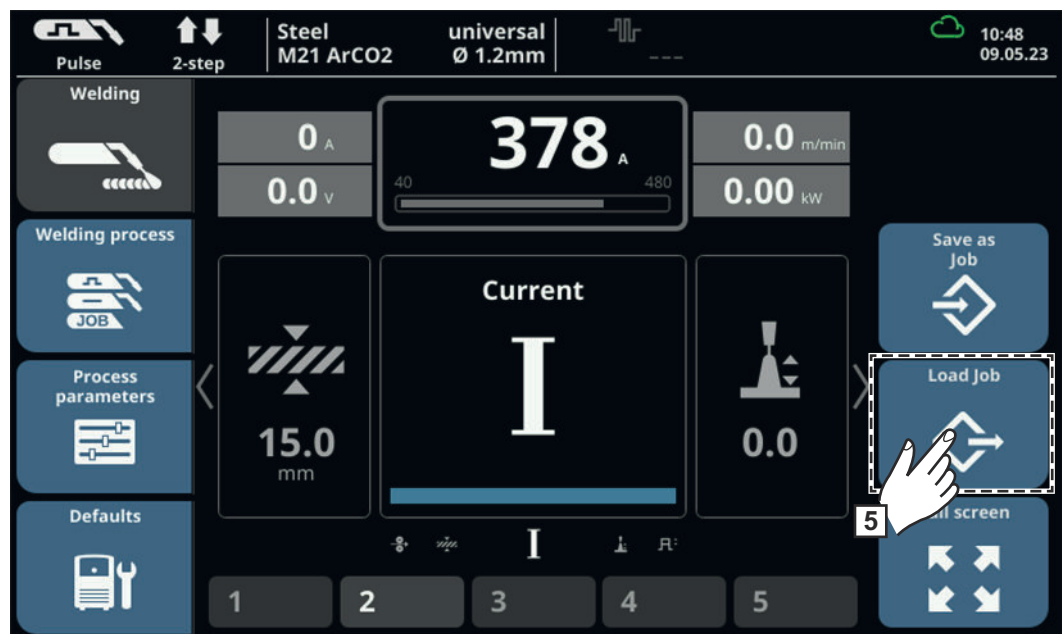 Pulse
2-step
Steel
M21 ArCO2
universal
Ø 1.2mm
---
10:48
09.05.23
Welding
0 A
0.0 V
378 A
40
480
0.0 m/min
0.00 kW
Welding process
JOB
Process
parameters
Defaults
15.0
mm
Current
I
0.0
Save as
Job
Load Job
5
screen
I
1
2
3
4
5